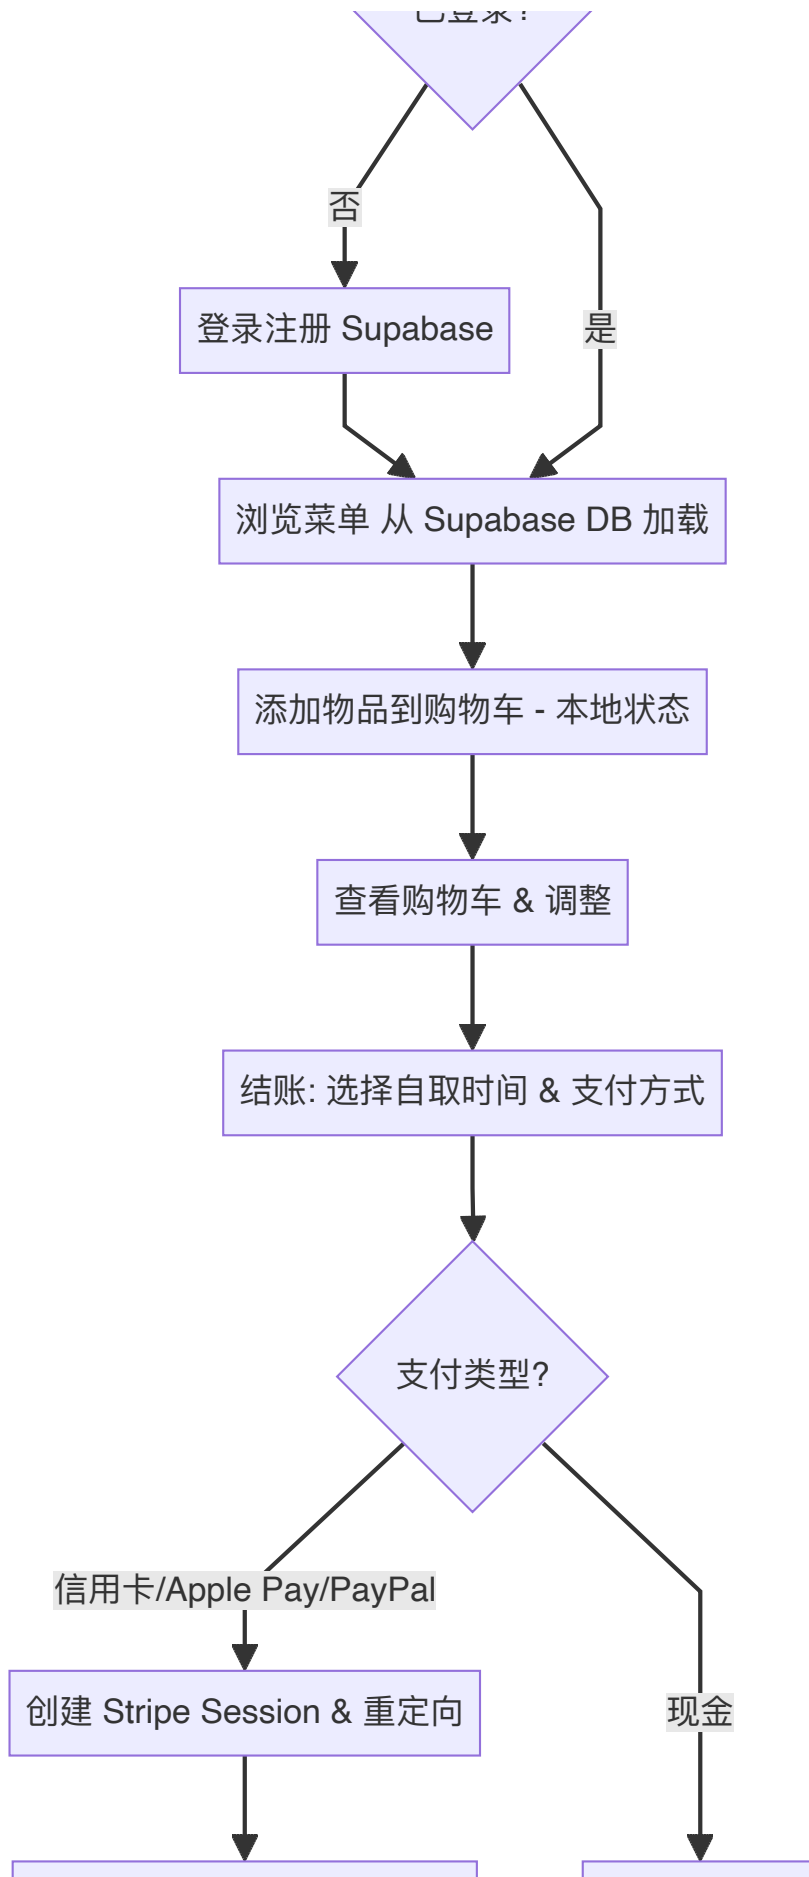 已登录?
否
登录注册 Supabase
是
浏览菜单 从 Supabase DB 加载
添加物品到购物车 - 本地状态
查看购物车 & 调整
结账: 选择自取时间 & 支付方式
支付类型?
信用卡/Apple Pay/PayPal
创建 Stripe Session & 重定向
现金